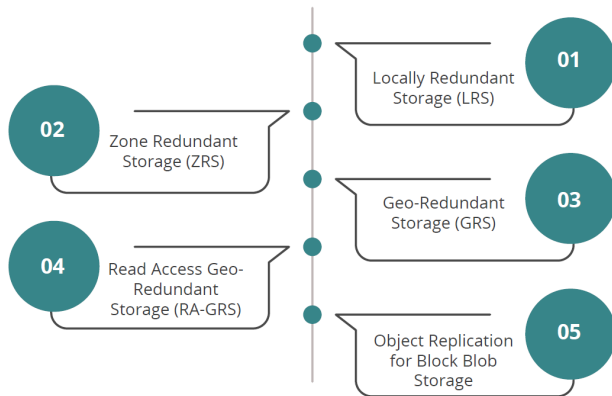 01
Locally Redundant
Storage (LRS)
02
Zone Redundant
Storage (ZRS)
03
Geo-Redundant
Storage (GRS)
04
Read Access Geo-
Redundant
Storage (RA-GRS)
05
Object Replication
for Block Blob
Storage